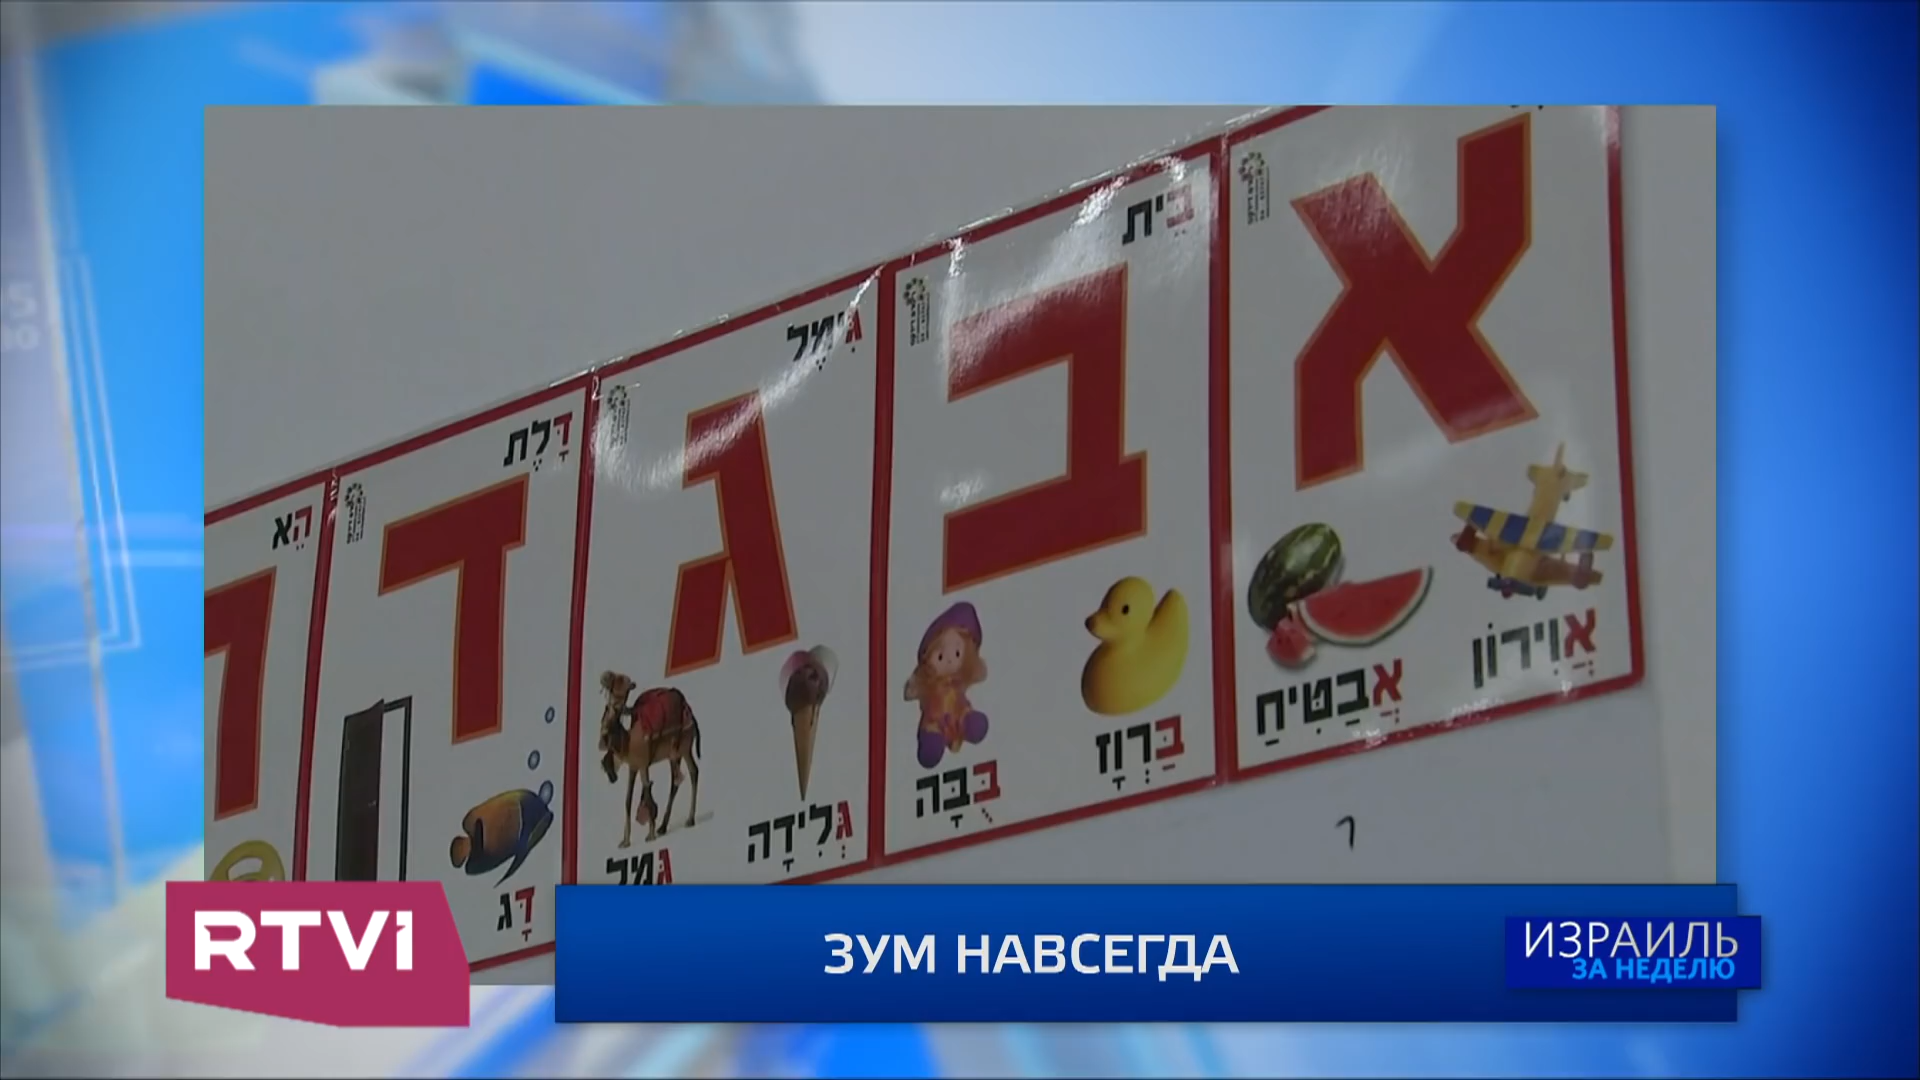 א
אֲוִירוֹן
אֲבַטִּיחַ
בֵּית
ב
בַּרְוָז
בֻּבָּה
גִּימֶל
ג
גְּלִידָה
גָּמָל
דָּלֶת
ד
דָּג
הֵא
ה
RTVI
ЗУМ НАВСЕГДА
ИЗРАИЛЬ
ЗА НЕДЕЛЮ